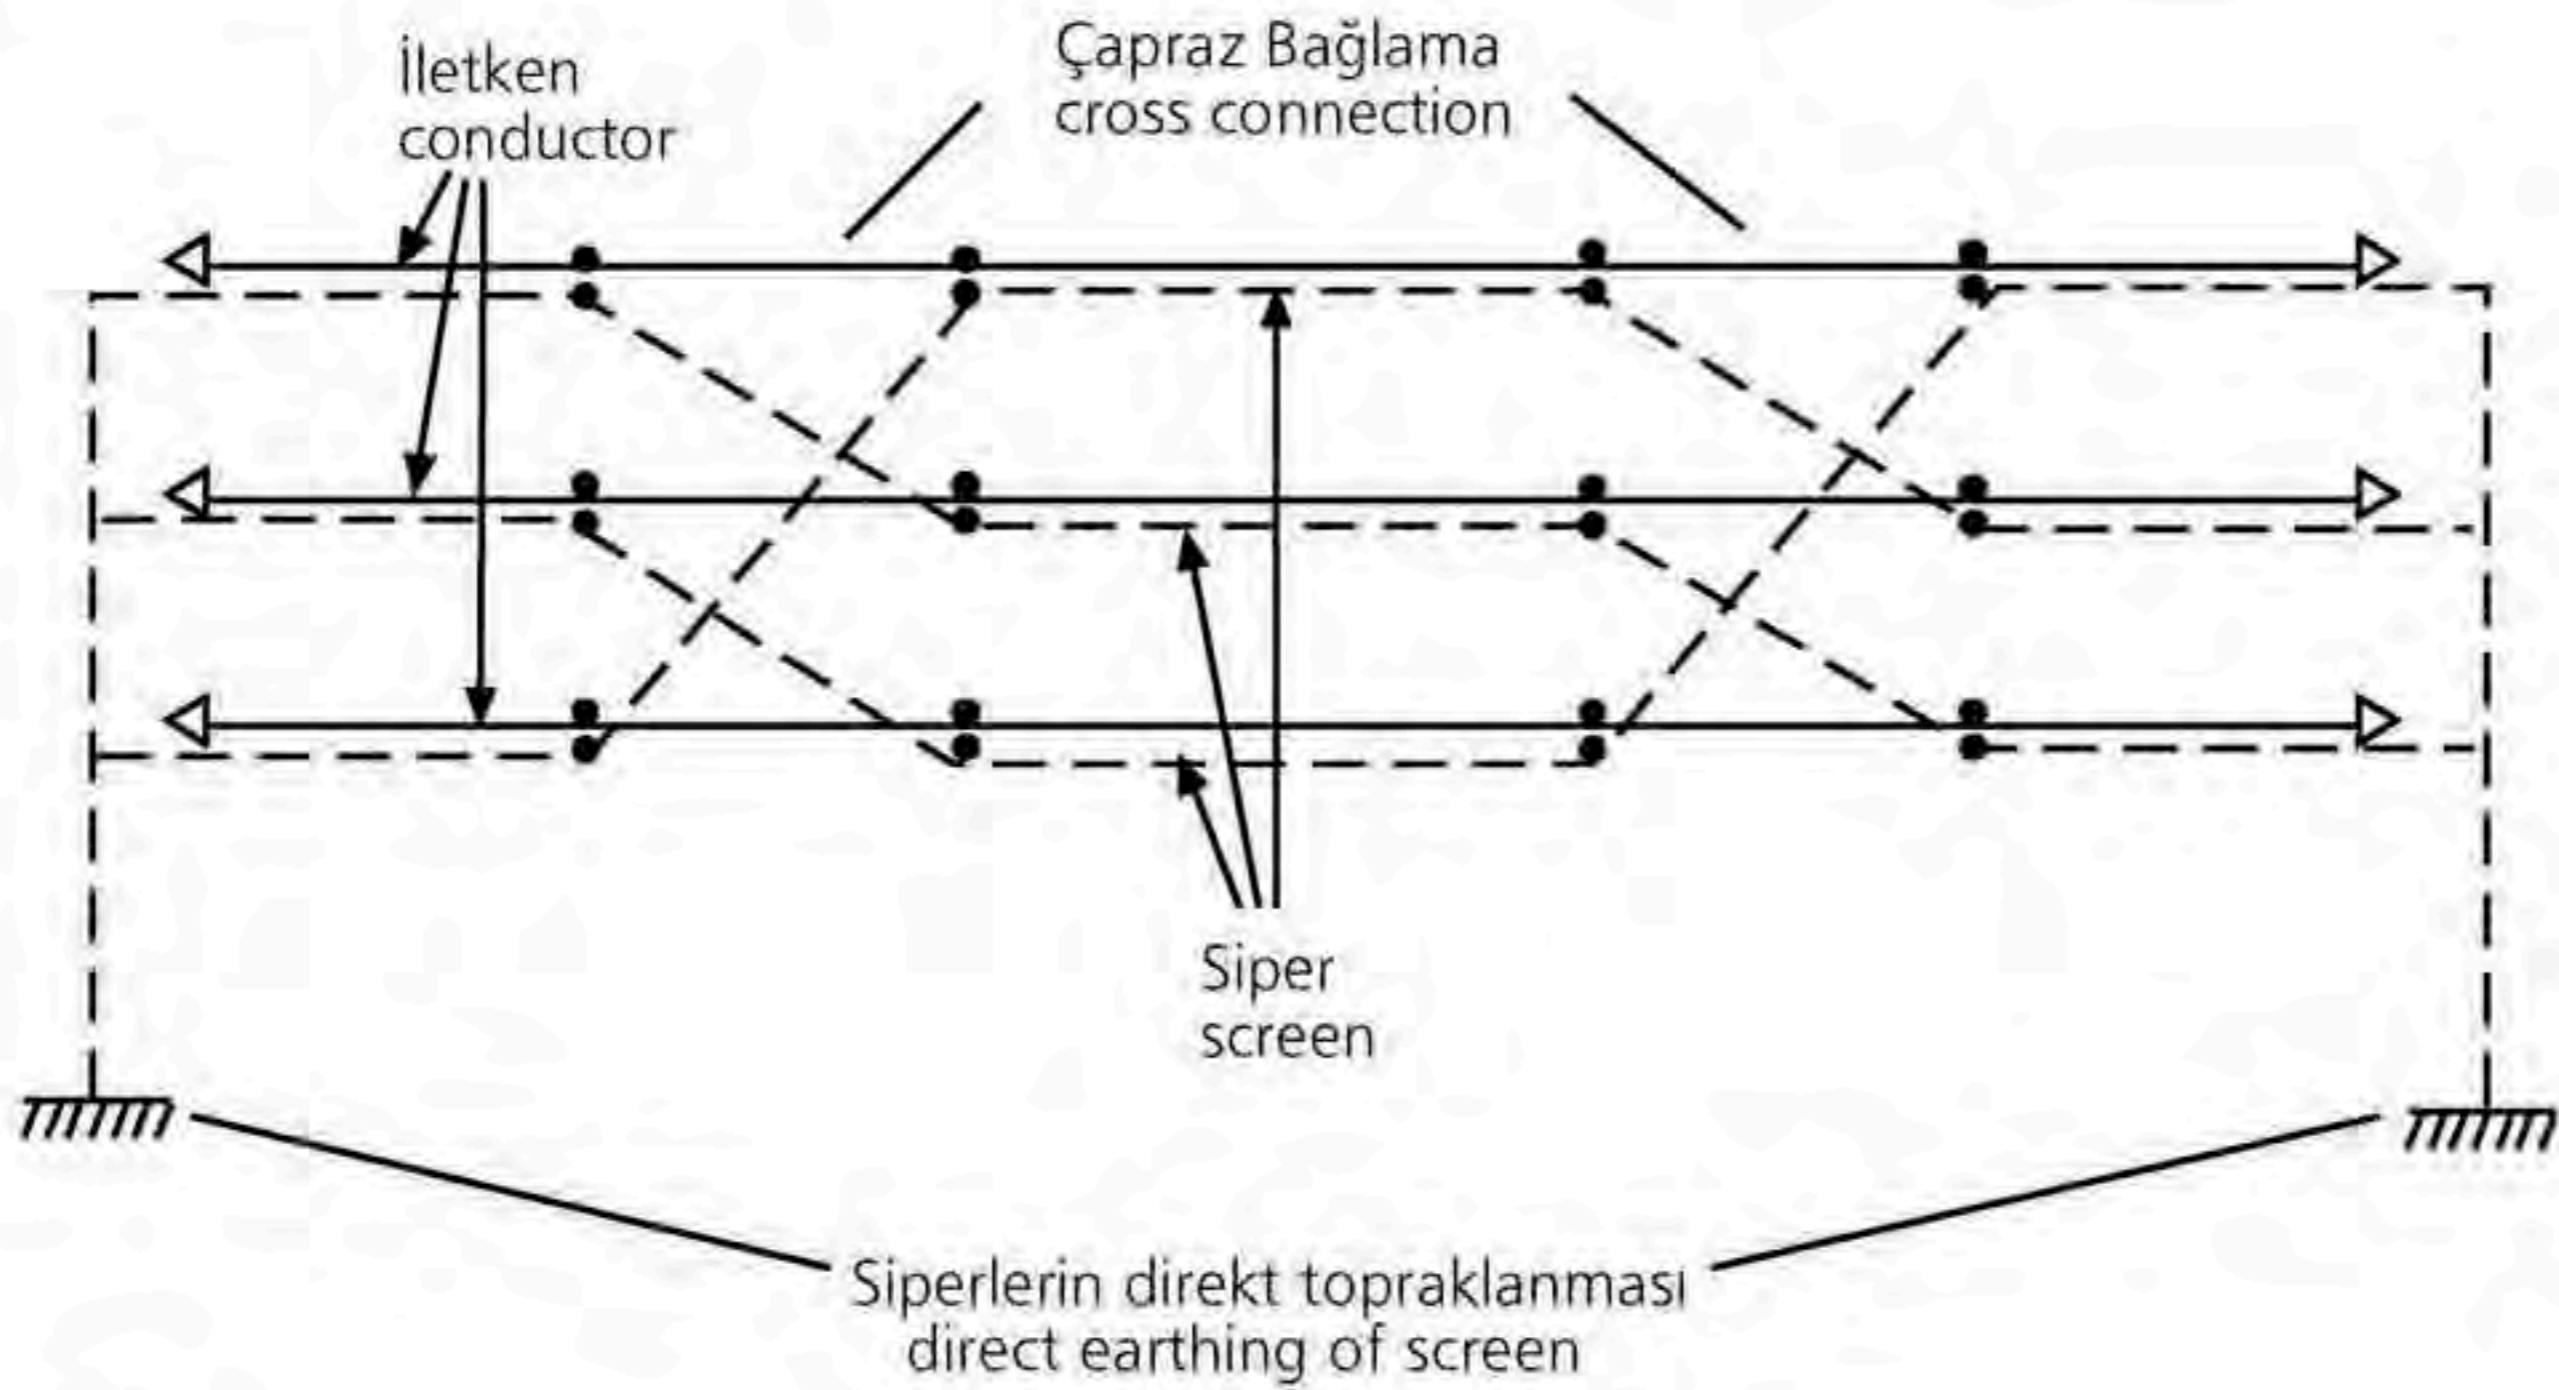 İletken
conductor
Çapraz Bağlama
cross connection
Siper
screen
Siperlerin direkt topraklanması
direct earthing of screen